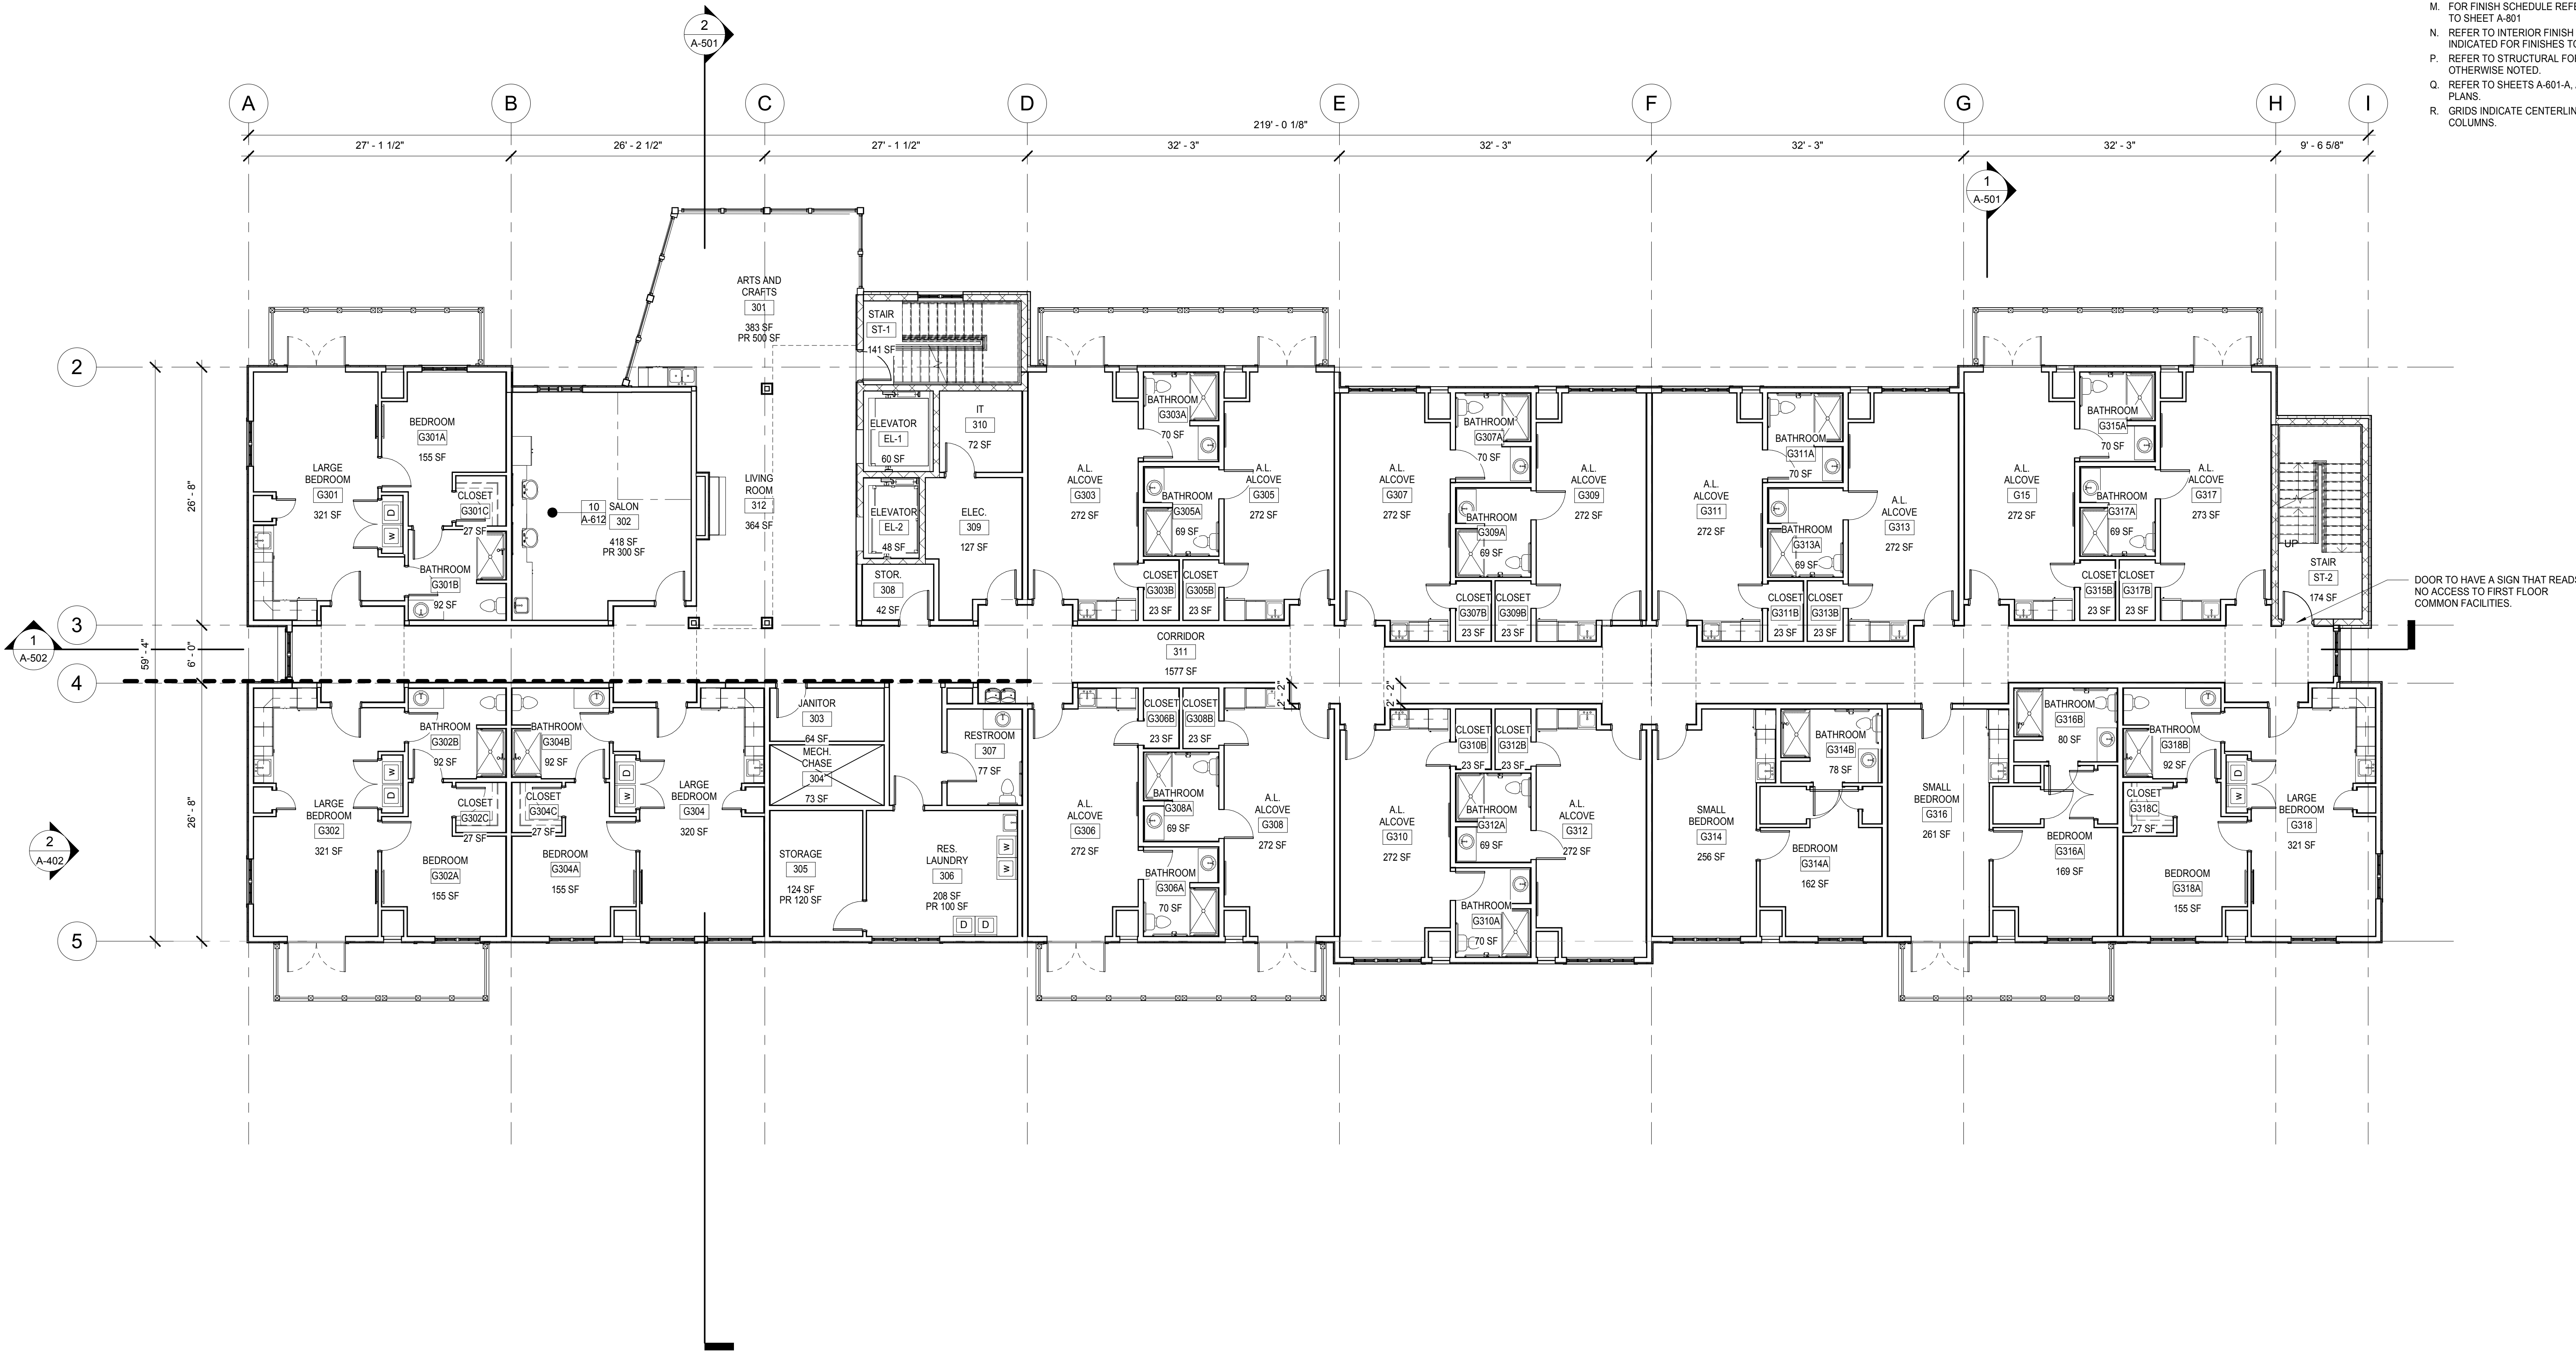 M. FOR FINISH SCHEDULE REFE
TO SHEET A-801
N. REFER TO INTERIOR FINISH
INDICATED FOR FINISHES TO
P. REFER TO STRUCTURAL FO
OTHERWISE NOTED.
Q. REFER TO SHEETS A-601-A,
PLANS.
R. GRIDS INDICATE CENTERLIN
COLUMNS.
2
A-501
A
B
C
D
E
F
G
H
I
219' - 0 1/8"
27' - 1 1/2"
26' - 2 1/2"
27' - 1 1/2"
32' - 3"
32' - 3"
32' - 3"
32' - 3"
9' - 6 5/8"
1
A-501
2
3
4
5
59' - 4"
26' - 8"
6' - 0"
26' - 8"
1
A-502
2
A-402
ARTS AND
CRAFTS
301
383 SF
PR 500 SF
STAIR
ST-1
141 SF
LARGE
BEDROOM
G301
321 SF
BEDROOM
G301A
155 SF
CLOSET
G301C
27 SF
D
W
BATHROOM
G301B
92 SF
10
A-612
SALON
302
418 SF
PR 300 SF
LIVING
ROOM
312
364 SF
ELEVATOR
EL-1
60 SF
ELEVATOR
EL-2
48 SF
IT
310
72 SF
ELEC.
309
127 SF
STOR.
308
42 SF
A.L.
ALCOVE
G303
272 SF
BATHROOM
G303A
70 SF
BATHROOM
G305A
69 SF
CLOSET
G303B
23 SF
CLOSET
G305B
23 SF
A.L.
ALCOVE
G305
272 SF
A.L.
ALCOVE
G307
272 SF
BATHROOM
G307A
70 SF
BATHROOM
G309A
69 SF
CLOSET
G307B
23 SF
CLOSET
G309B
23 SF
A.L.
ALCOVE
G309
272 SF
A.L.
ALCOVE
G311
272 SF
BATHROOM
G311A
70 SF
BATHROOM
G313A
69 SF
CLOSET
G311B
23 SF
CLOSET
G313B
23 SF
A.L.
ALCOVE
G313
272 SF
A.L.
ALCOVE
G15
272 SF
BATHROOM
G315A
70 SF
BATHROOM
G317A
69 SF
CLOSET
G315B
23 SF
CLOSET
G317B
23 SF
A.L.
ALCOVE
G317
273 SF
UP
STAIR
ST-2
174 SF
DOOR TO HAVE A SIGN THAT READS
NO ACCESS TO FIRST FLOOR
COMMON FACILITIES.
CORRIDOR
311
1577 SF
2' - 2"
2' - 2"
LARGE
BEDROOM
G302
321 SF
BATHROOM
G302B
92 SF
W
D
CLOSET
G302C
27 SF
BEDROOM
G302A
155 SF
BATHROOM
G304B
92 SF
CLOSET
G304C
27 SF
BEDROOM
G304A
155 SF
D
W
LARGE
BEDROOM
G304
320 SF
JANITOR
303
64 SF
MECH.
CHASE
304
73 SF
STORAGE
305
124 SF
PR 120 SF
RESTROOM
307
77 SF
RES.
LAUNDRY
306
208 SF
PR 100 SF
W
W
D
D
A.L.
ALCOVE
G306
272 SF
CLOSET
G306B
23 SF
CLOSET
G308B
23 SF
BATHROOM
G308A
69 SF
BATHROOM
G306A
70 SF
A.L.
ALCOVE
G308
272 SF
A.L.
ALCOVE
G310
272 SF
CLOSET
G310B
23 SF
CLOSET
G312B
23 SF
BATHROOM
G312A
69 SF
BATHROOM
G310A
70 SF
A.L.
ALCOVE
G312
272 SF
SMALL
BEDROOM
G314
256 SF
BATHROOM
G314B
78 SF
BEDROOM
G314A
162 SF
SMALL
BEDROOM
G316
261 SF
BATHROOM
G316B
80 SF
BEDROOM
G316A
169 SF
BATHROOM
G318B
92 SF
CLOSET
G318C
27 SF
BEDROOM
G318A
155 SF
D
W
LARGE
BEDROOM
G318
321 SF